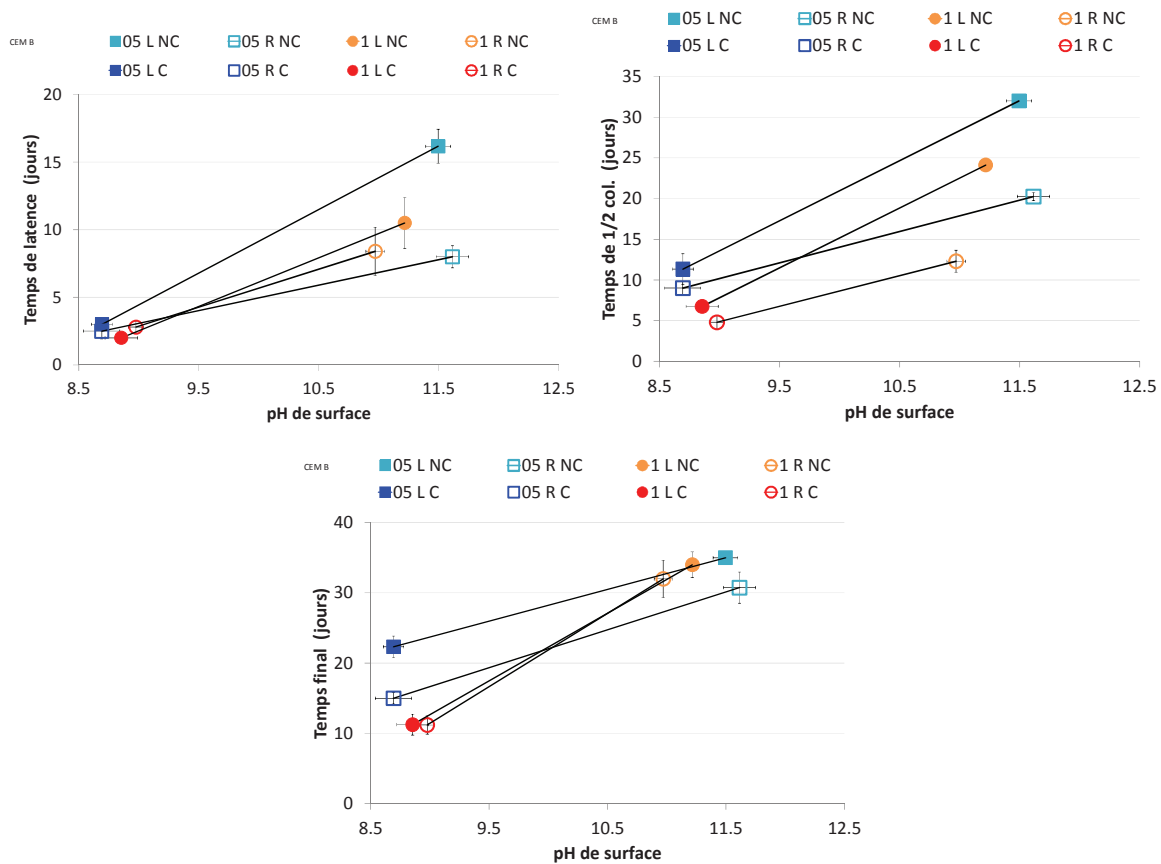 CEM B
05 L NC 05 R NC 1 L NC 1 R NC
05 L C 05 R C 1 L C 1 R C
Temps de latence (jours)
20
15
10
5
0
8.5 9.5 10.5 11.5 12.5
pH de surface
CEM B
05 L NC 05 R NC 1 L NC 1 R NC
05 L C 05 R C 1 L C 1 R C
Temps de 1/2 col. (jours)
35
30
25
20
15
10
5
0
8.5 9.5 10.5 11.5 12.5
pH de surface
CEM B
05 L NC 05 R NC 1 L NC 1 R NC
05 L C 05 R C 1 L C 1 R C
Temps final (jours)
40
30
20
10
0
8.5 9.5 10.5 11.5 12.5
pH de surface